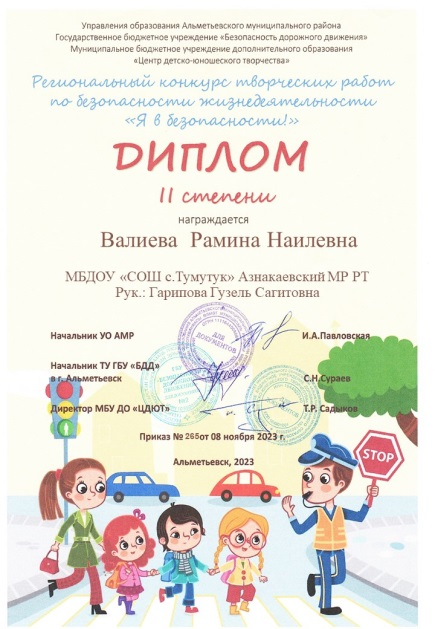 Управления образования Альметьевского муниципального района
Государственное бюджетное учреждение «Безопасность дорожного движения»
Муниципальное бюджетное учреждение дополнительного образования
«Центр детско-юношеского творчества»
Региональный конкурс творческих работ
по безопасности жизнедеятельности
«Я в безопасности!»
ДИПЛОМ
II степени
награждается
Валиева Рамина Наилевна
МБДОУ «СОШ с.Тумутук» Азнакаевский МР РТ
Рук.: Гарипова Гузель Сагитовна
ДЛЯ ДОКУМЕНТОВ
Начальник УО АМР И.А.Павловская
Начальник ТУ ГБУ «БДД»
в г. Альметьевск С.Н.Сураев
Директор МБУ ДО «ЦДЮТ» Т.Р. Садыков
Приказ № 265от 08 ноября 2023 г.
Альметьевск, 2023
STOP